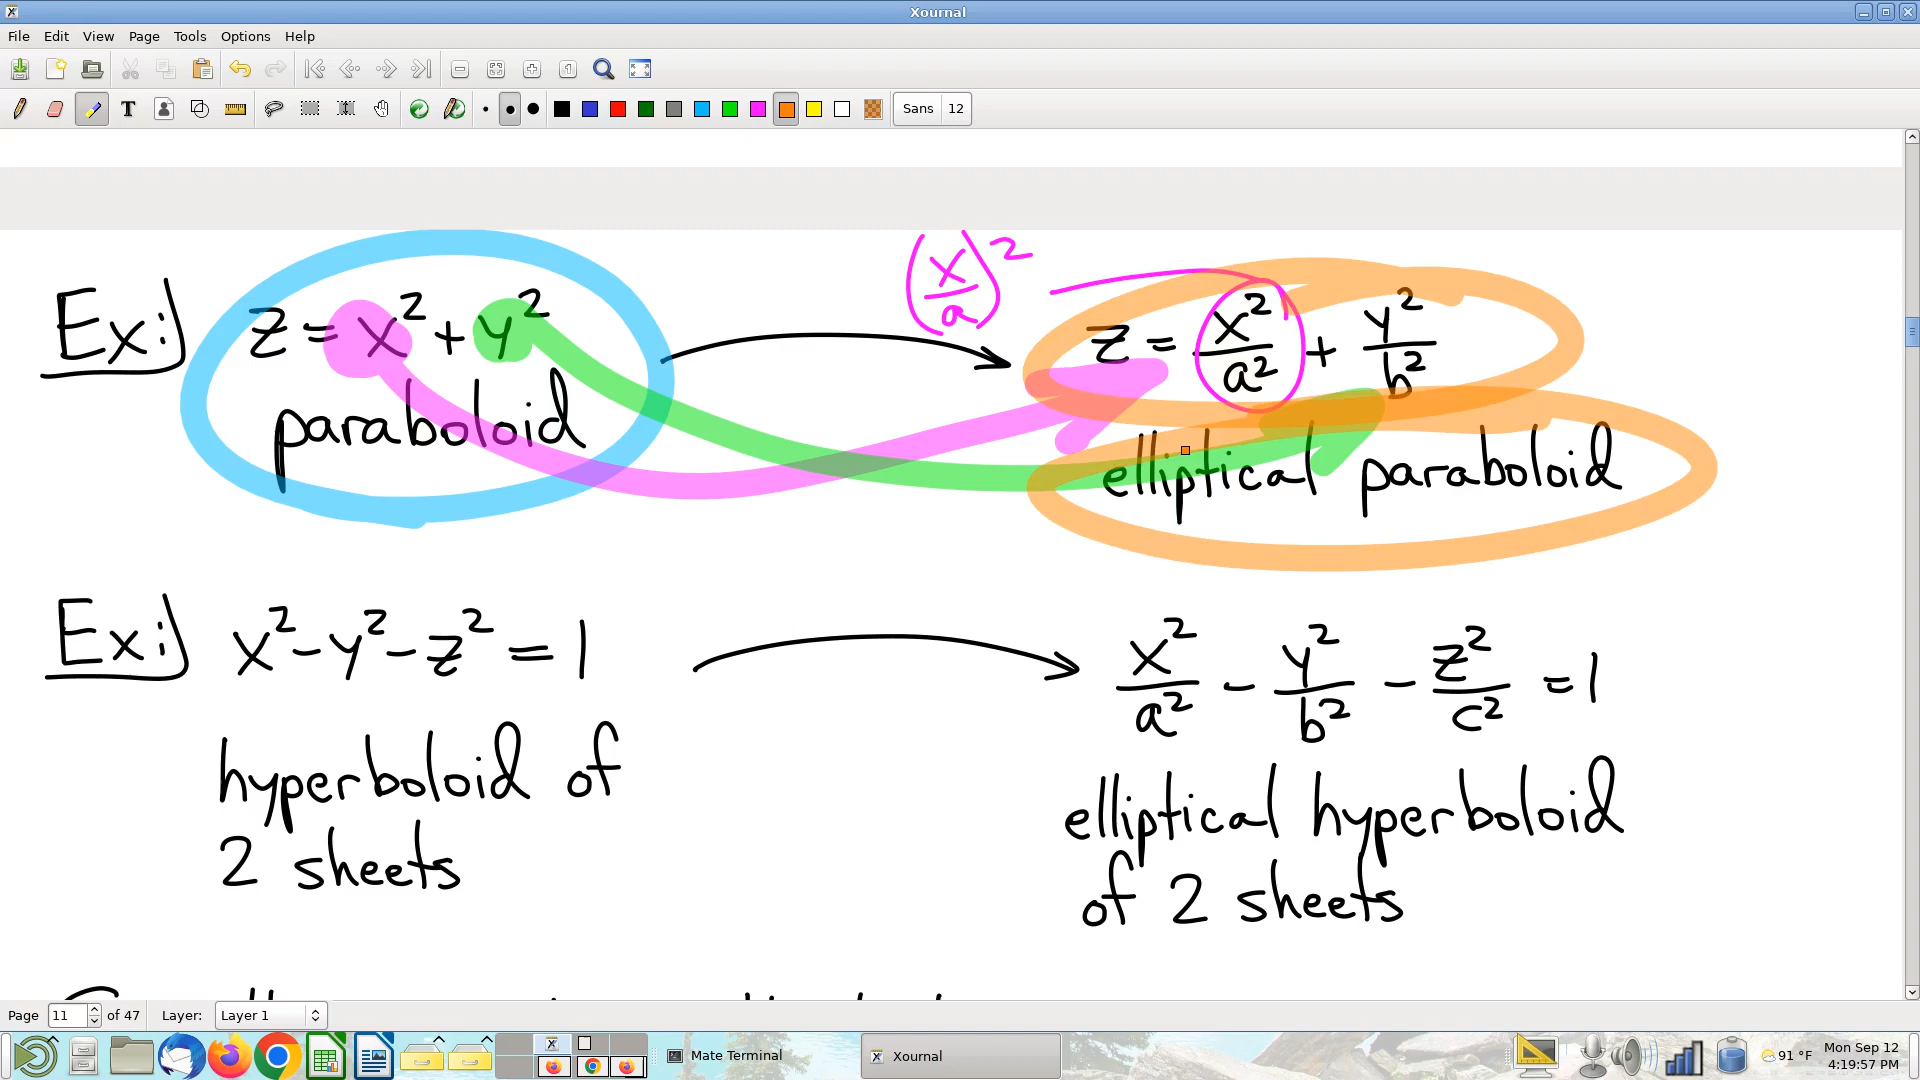 Xournal
File Edit View Page Tools Options Help
Sans 12
Ex:) z = x² + y²
paraboloid
(x/a)²
z = x²/a² + y²/b²
elliptical paraboloid
Ex:) x² - y² - z² = 1
hyperboloid of
2 sheets
x²/a² - y²/b² - z²/c² = 1
elliptical hyperboloid
of 2 sheets
Page 11 of 47 Layer: Layer 1
Mate Terminal
Xournal
91 °F
Mon Sep 12
4:19:57 PM